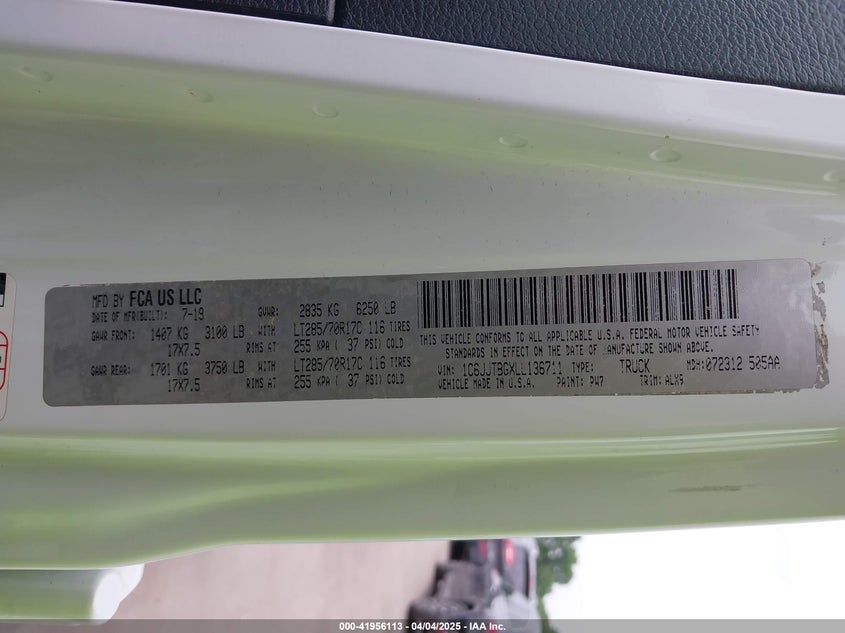 MFD BY FCA US LLC
DATE OF MFR(BUILT): 7-19 GVWR: 2835 KG 6250 LB
GAWR FRONT: 1407 KG 3100 LB WITH LT285/70R17C 116 TIRES
17X7.5 RIMS AT 255 KPA ( 37 PSI) COLD
GAWR REAR: 1701 KG 3750 LB WITH LT285/70R17C 116 TIRES
17X7.5 RIMS AT 255 KPA ( 37 PSI) COLD
THIS VEHICLE CONFORMS TO ALL APPLICABLE U.S.A. FEDERAL MOTOR VEHICLE SAFETY
STANDARDS IN EFFECT ON THE DATE OF MANUFACTURE SHOWN ABOVE.
VIN: 1C6JJTBGXLL136711 TYPE: TRUCK MDH:072312 505AA
VEHICLE MADE IN U.S.A. PAINT: PW7 TRIM: ALX9
000-41956113 - 04/04/2025 - IAA Inc.